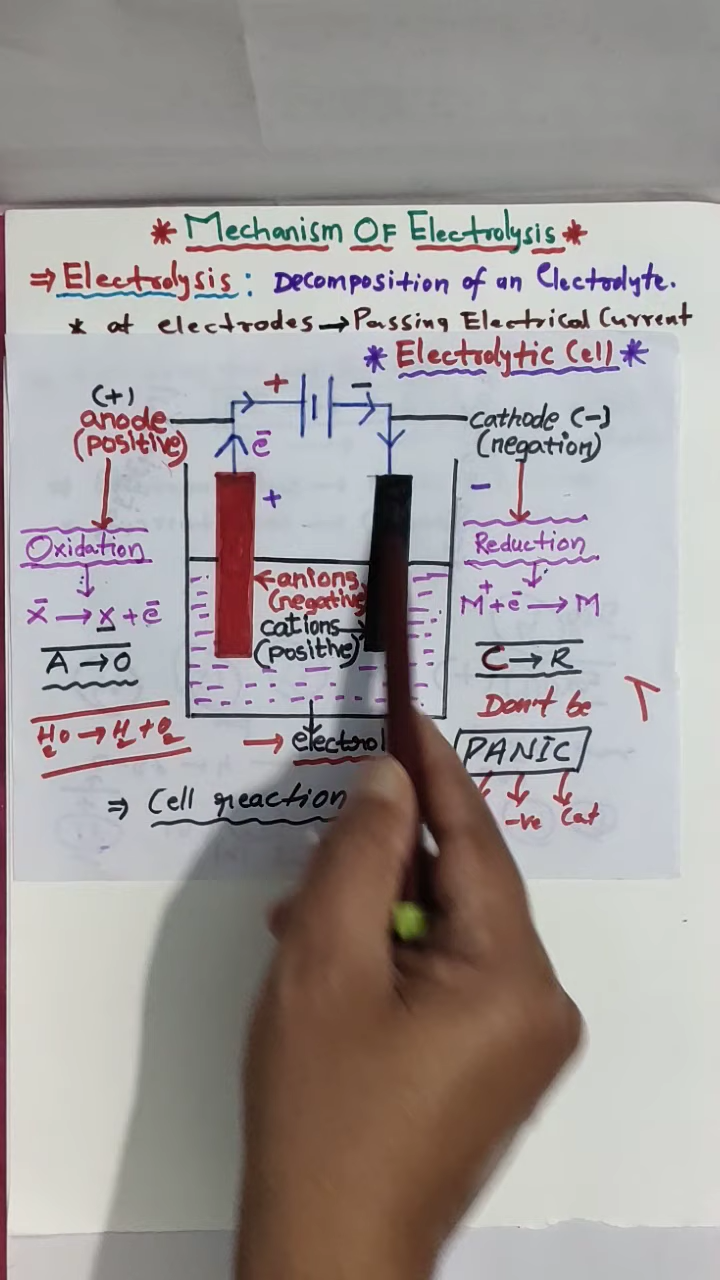 * Mechanism OF Electrolysis *
⇒ Electrolysis : Decomposition of an Electrolyte.
* at electrodes → Passing Electrical Current
* Electrolytic Cell *
(+)
anode
(positive)
+
−
cathode (−)
(negation)
ē
+
−
Oxidation
Reduction
X̄ → X + ē
M⁺ + ē → M
← anions
(negative
cations →
(positive)
A → O
C → R
Don't be
PANIC
-ve Cat
H₂O → H₂ + O₂
→
⇒ Cell reaction